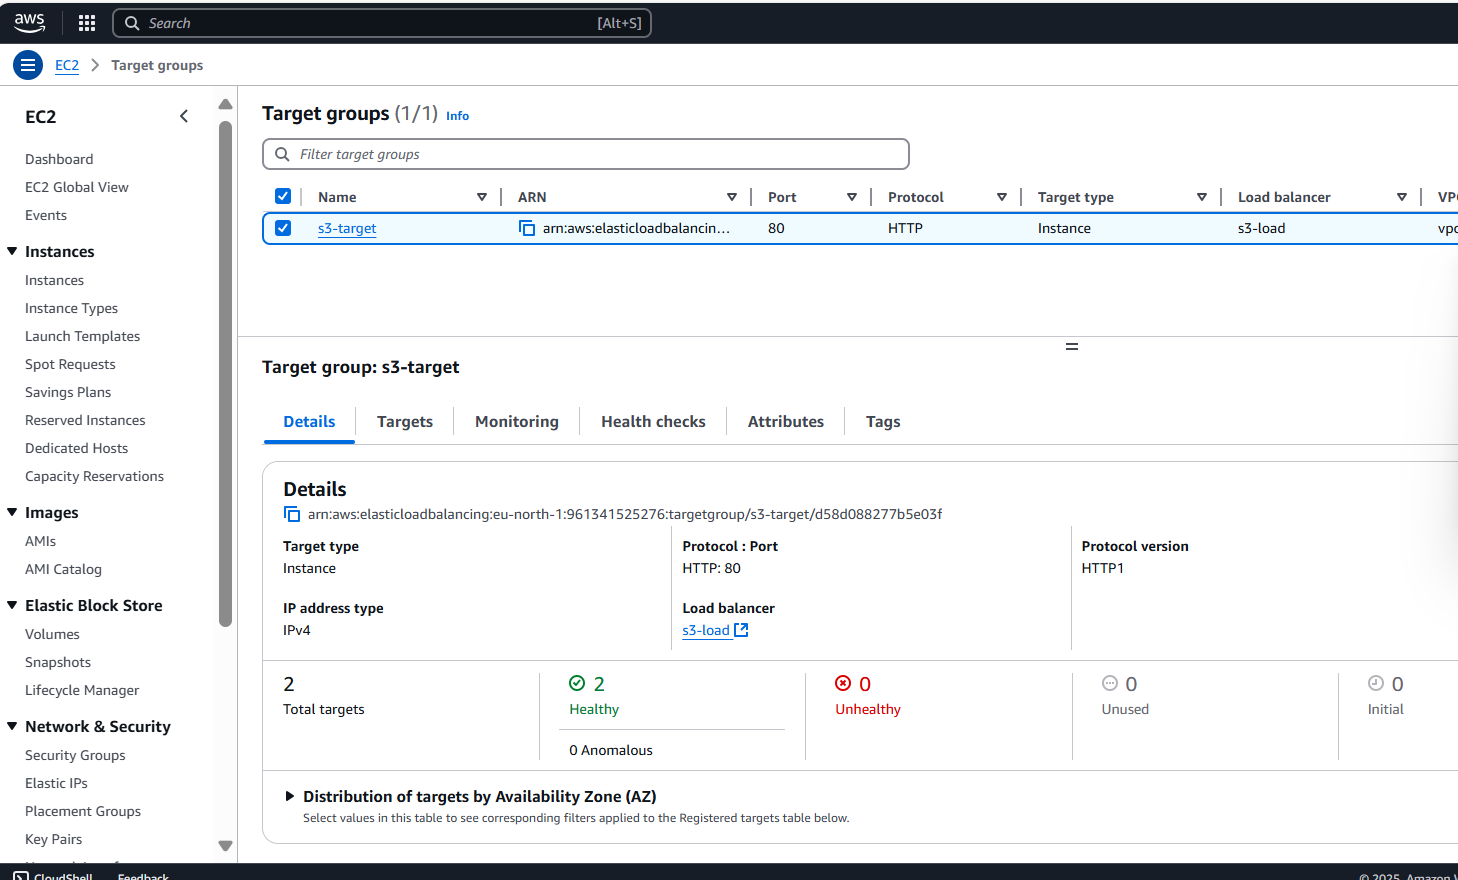 aws
Search [Alt+S]
EC2 > Target groups
EC2
Dashboard
EC2 Global View
Events
Instances
Instances
Instance Types
Launch Templates
Spot Requests
Savings Plans
Reserved Instances
Dedicated Hosts
Capacity Reservations
Images
AMIs
AMI Catalog
Elastic Block Store
Volumes
Snapshots
Lifecycle Manager
Network & Security
Security Groups
Elastic IPs
Placement Groups
Key Pairs
Target groups (1/1) Info
Filter target groups
Name ARN Port Protocol Target type Load balancer
s3-target arn:aws:elasticloadbalancin... 80 HTTP Instance s3-load
Target group: s3-target
Details Targets Monitoring Health checks Attributes Tags
Details
arn:aws:elasticloadbalancing:eu-north-1:961341525276:targetgroup/s3-target/d58d088277b5e03f
Target type
Instance
Protocol : Port
HTTP: 80
Protocol version
HTTP1
IP address type
IPv4
Load balancer
s3-load
2
Total targets
2
Healthy
0 Anomalous
0
Unhealthy
0
Unused
0
Initial
Distribution of targets by Availability Zone (AZ)
Select values in this table to see corresponding filters applied to the Registered targets table below.
CloudShell Feedback
© 2025, Amazon